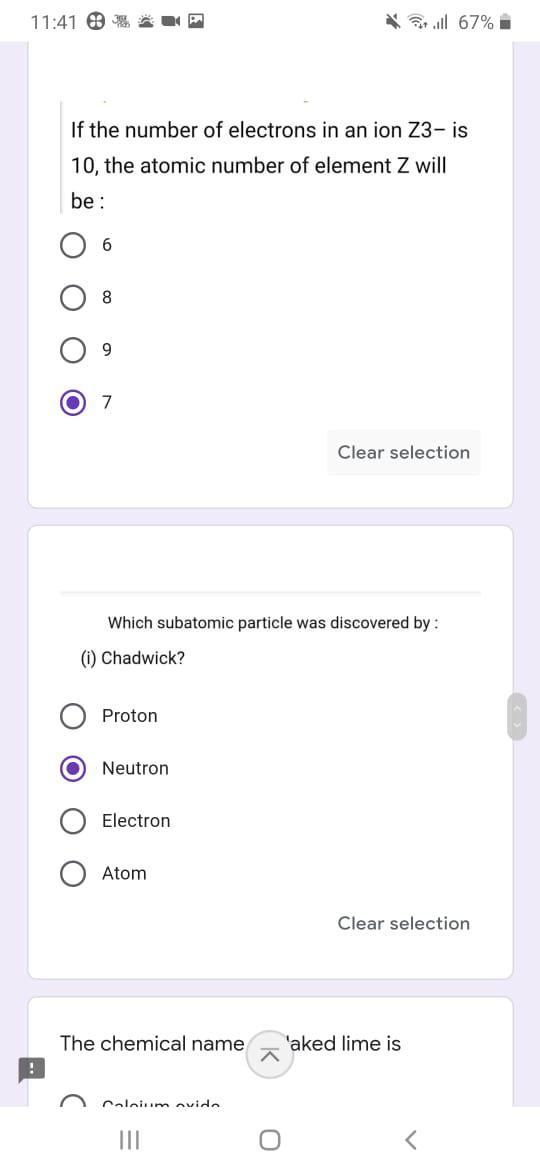 11:41
67%
If the number of electrons in an ion Z3− is
10, the atomic number of element Z will
be :
6
8
9
7
Clear selection
Which subatomic particle was discovered by :
(i) Chadwick?
Proton
Neutron
Electron
Atom
Clear selection
The chemical name laked lime is
Calcium oxide